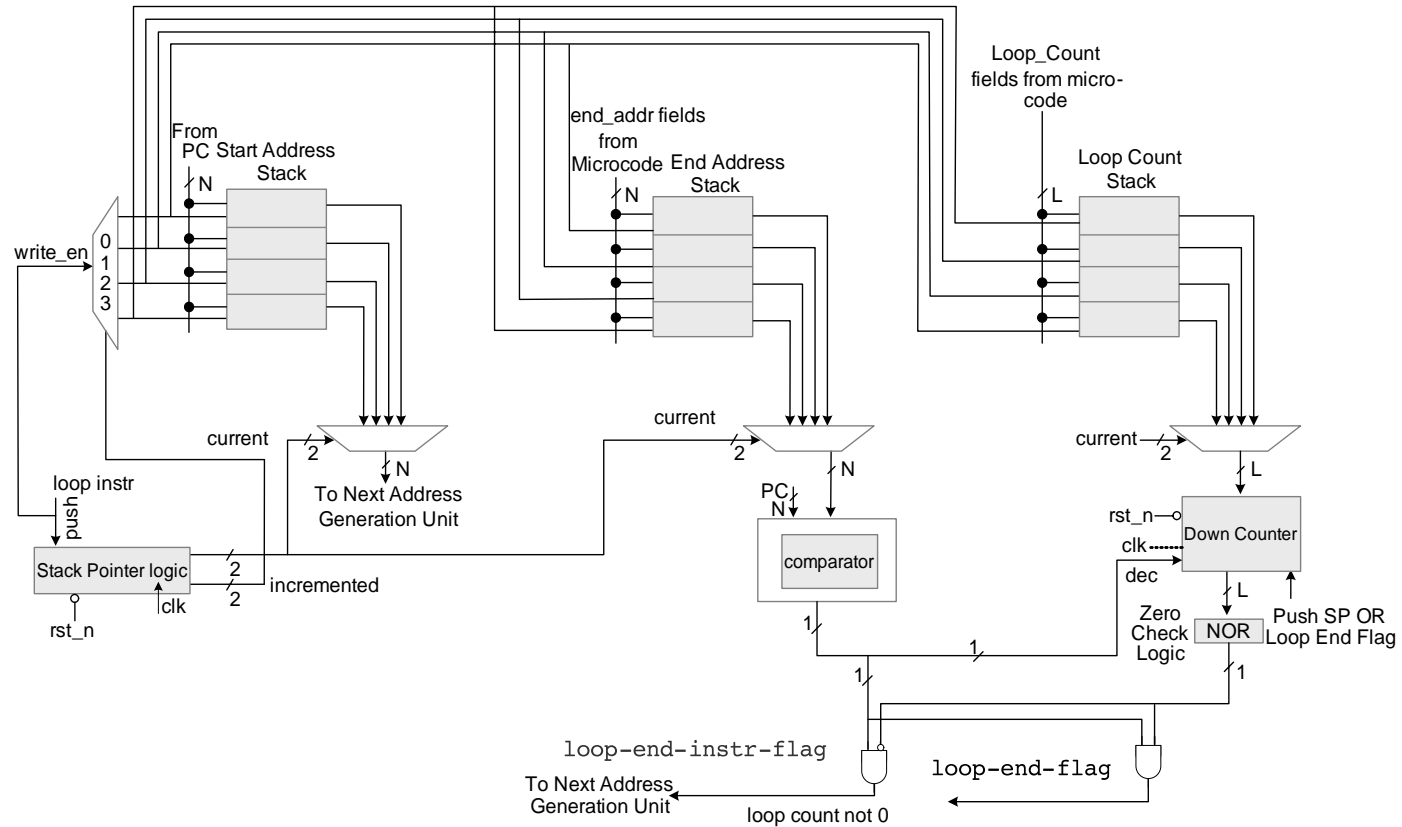 Loop_Count
fields from micro-
code
end_addr fields
from
Microcode
N
From
PC
N
Start Address
Stack
End Address
Stack
Loop Count
Stack
L
write_en
0
1
2
3
current
2
N
To Next Address
Generation Unit
current
2
N
current
2
L
loop instr
push
Stack Pointer logic
clk
rst_n
2
2
incremented
PC
N
comparator
1
rst_n
clk
dec
Down Counter
L
Zero
Check
Logic
NOR
Push SP OR
Loop End Flag
1
1
1
loop-end-instr-flag
To Next Address
Generation Unit
loop count not 0
loop-end-flag